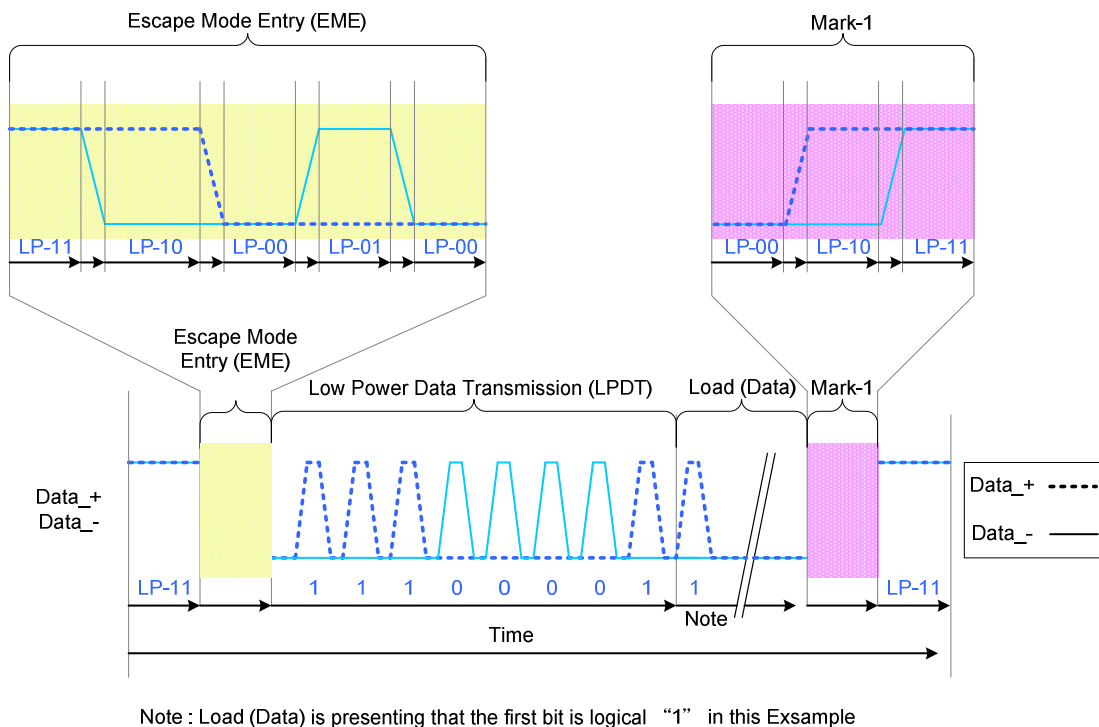 Escape Mode Entry (EME)
Mark-1
LP-11 LP-10 LP-00 LP-01 LP-00
LP-00 LP-10 LP-11
Escape Mode
Entry (EME)
Low Power Data Transmission (LPDT)
Load (Data)
Mark-1
Data_+
Data_-
Data_+
Data_-
LP-11
1 1 1 0 0 0 0 1 1
LP-11
Note
Time
Note : Load (Data) is presenting that the first bit is logical “1” in this Exsample